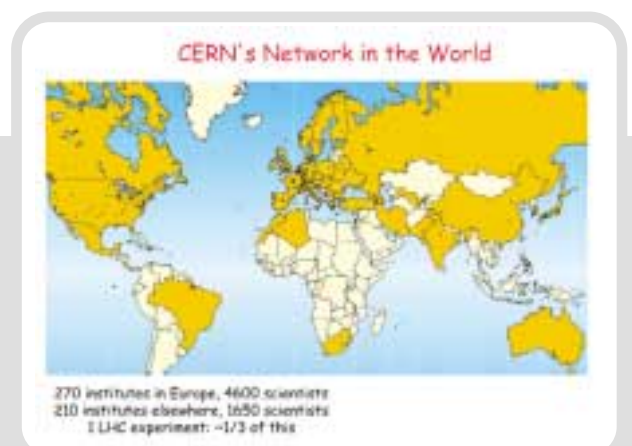 CERN's Network in the World
270 institutes in Europe, 4600 scientists
210 institutes elsewhere, 1650 scientists
1 LHC experiment: ~1/3 of this